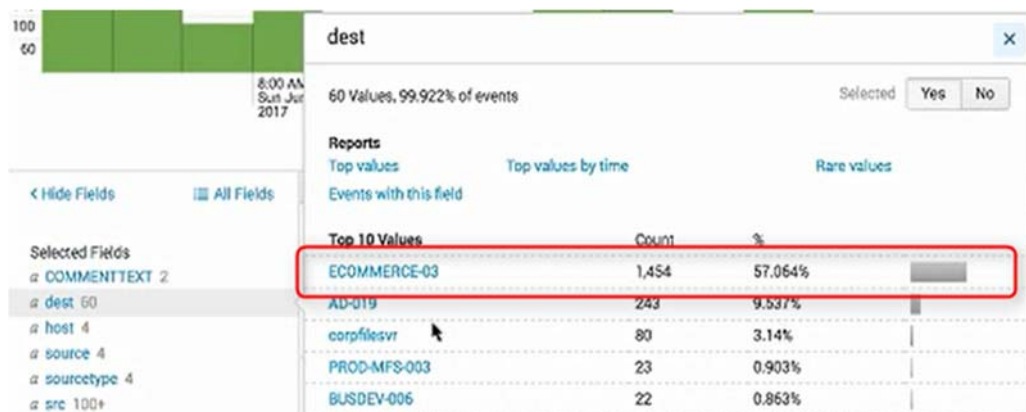 100
60
8:00 AM
Sun Jun
2017
dest
60 Values, 99.922% of events
Selected Yes No
Reports
Top values Top values by time Rare values
Events with this field
< Hide Fields All Fields
Selected Fields
a COMMENTTEXT 2
a dest 60
a host 4
a source 4
a sourcetype 4
a src 100+
Top 10 Values Count %
ECOMMERCE-03 1,454 57.064%
AD-019 243 9.537%
corpfilesvr 80 3.14%
PROD-MFS-003 23 0.903%
BUSDEV-006 22 0.863%